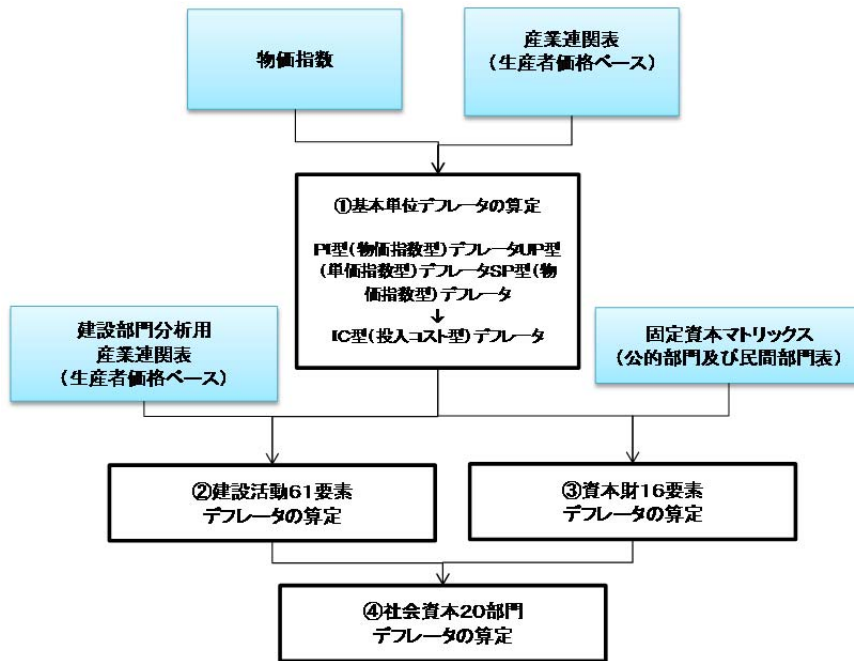 物価指数
産業連関表
（生産者価格ベース）
①基本単位デフレータの算定
PI型(物価指数型)デフレータUP型
(単価指数型)デフレータSP型(物
価指数型)デフレータ
↓
IC型(投入コスト型)デフレータ
建設部門分析用
産業連関表
（生産者価格ベース）
固定資本マトリックス
（公的部門及び民間部門表）
②建設活動61要素
デフレータの算定
③資本財16要素
デフレータの算定
④社会資本20部門
デフレータの算定